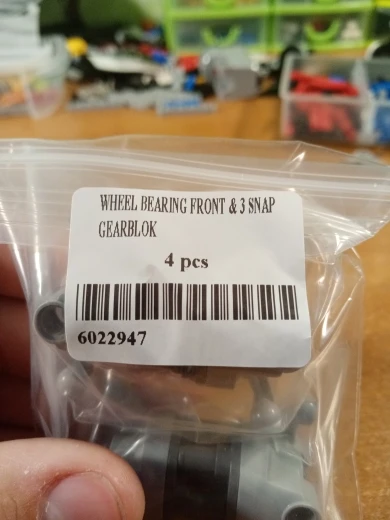 WHEEL BEARING FRONT & 3 SNAP
GEARBLOK
4 pcs
6022947